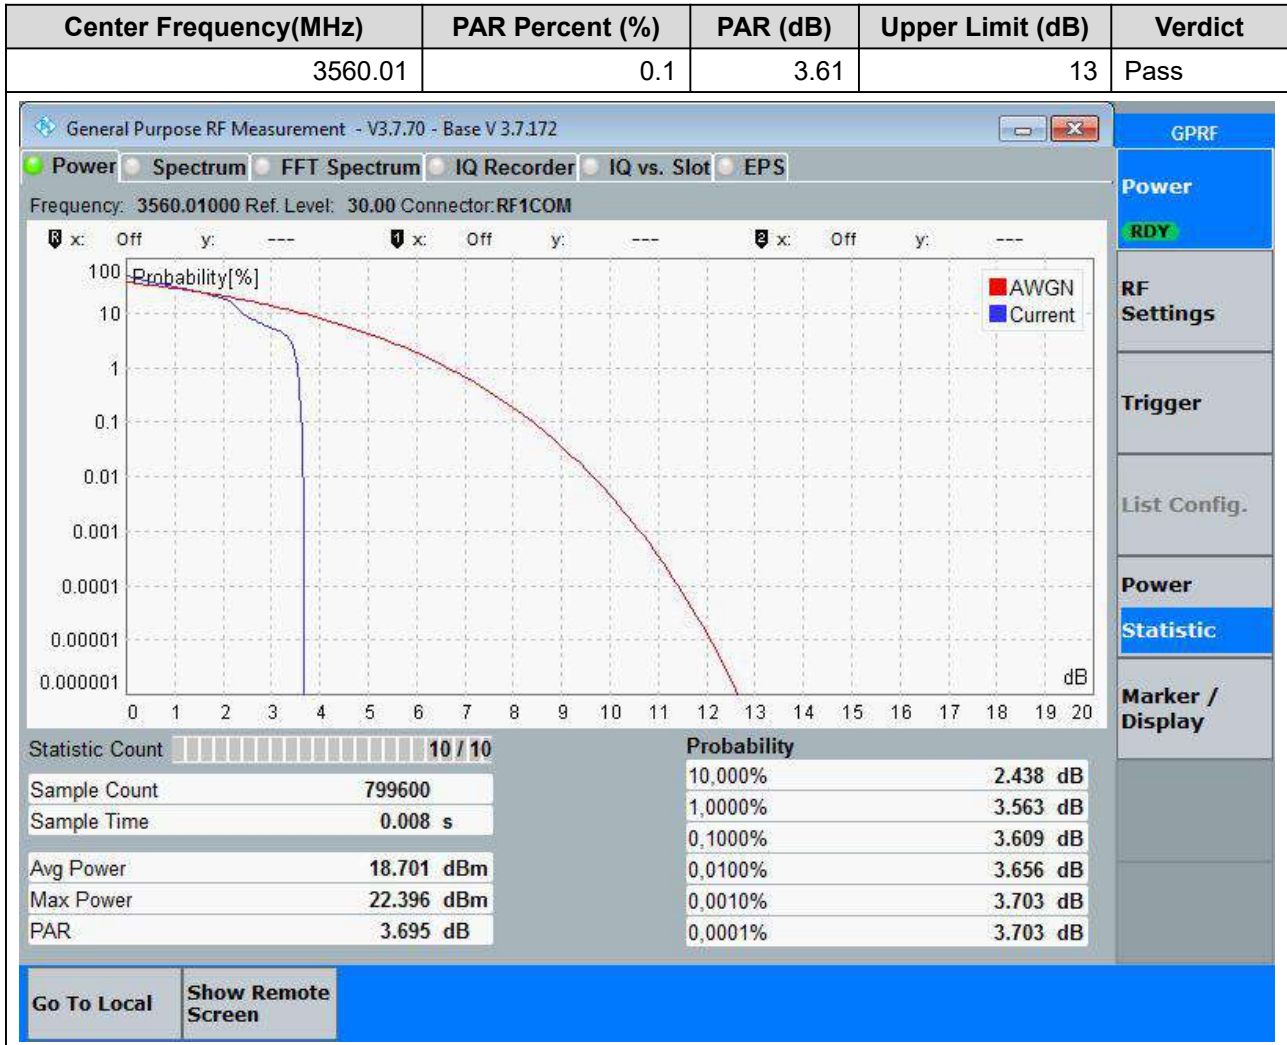 Center Frequency(MHz) PAR Percent (%) PAR (dB) Upper Limit (dB) Verdict
3560.01 0.1 3.61 13 Pass
General Purpose RF Measurement - V3.7.70 - Base V 3.7.172
GPRF
Power Spectrum FFT Spectrum IQ Recorder IQ vs. Slot EPS
Frequency: 3560.01000 Ref. Level: 30.00 Connector: RF1COM
R x: Off y: --- 1 x: Off y: --- 2 x: Off y: ---
Probability[%]
AWGN
Current
100
10
1
0.1
0.01
0.001
0.0001
0.00001
0.000001
dB
0 1 2 3 4 5 6 7 8 9 10 11 12 13 14 15 16 17 18 19 20
Statistic Count 10 / 10
Sample Count 799600
Sample Time 0.008 s
Avg Power 18.701 dBm
Max Power 22.396 dBm
PAR 3.695 dB
Probability
10,000% 2.438 dB
1,0000% 3.563 dB
0,1000% 3.609 dB
0,0100% 3.656 dB
0,0010% 3.703 dB
0,0001% 3.703 dB
Power
RDY
RF
Settings
Trigger
List Config.
Power
Statistic
Marker /
Display
Go To Local
Show Remote
Screen